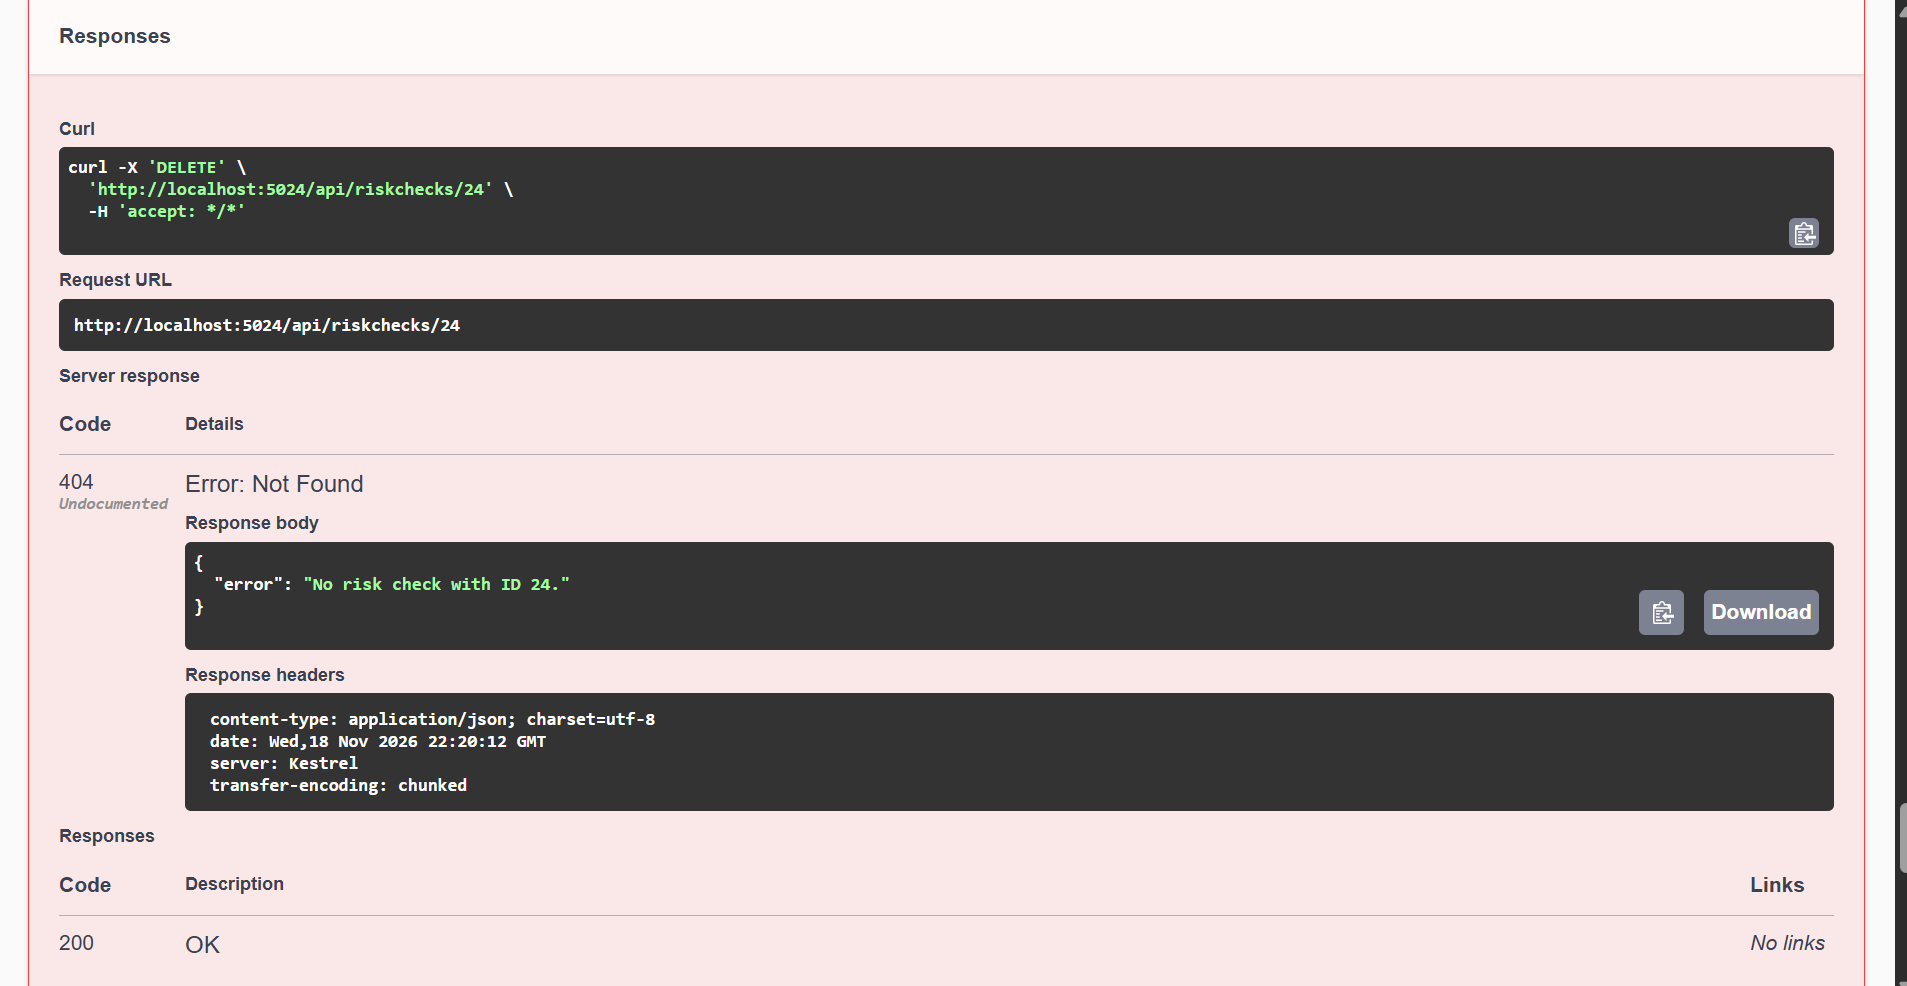 Responses
Curl
curl -X 'DELETE' \
  'http://localhost:5024/api/riskchecks/24' \
  -H 'accept: */*'
Request URL
http://localhost:5024/api/riskchecks/24
Server response
Code Details
404 Error: Not Found
Undocumented
Response body
{
  "error": "No risk check with ID 24."
}
Download
Response headers
content-type: application/json; charset=utf-8
date: Wed,18 Nov 2026 22:20:12 GMT
server: Kestrel
transfer-encoding: chunked
Responses
Code Description Links
200 OK No links